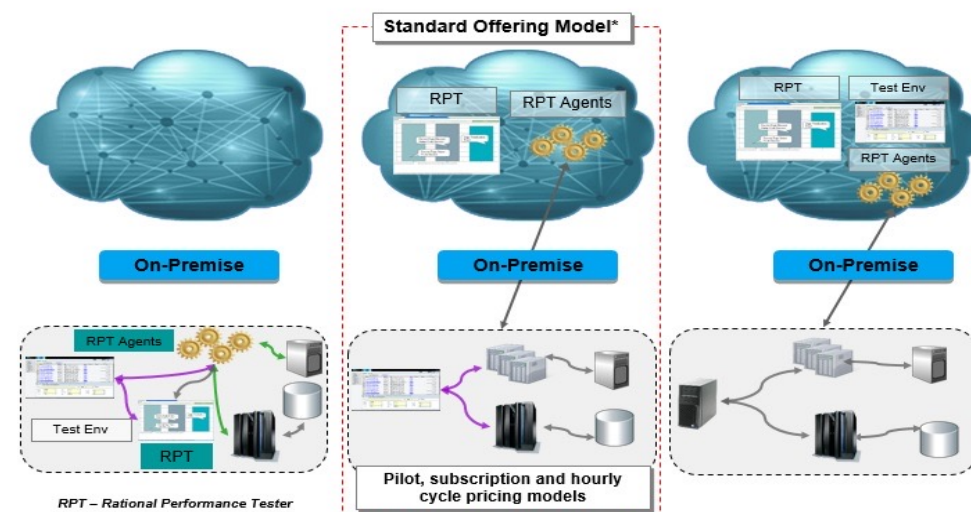 Standard Offering Model*
RPT
RPT Agents
RPT
Test Env
RPT Agents
On-Premise
On-Premise
On-Premise
RPT Agents
Test Env
RPT
RPT – Rational Performance Tester
Pilot, subscription and hourly
cycle pricing models